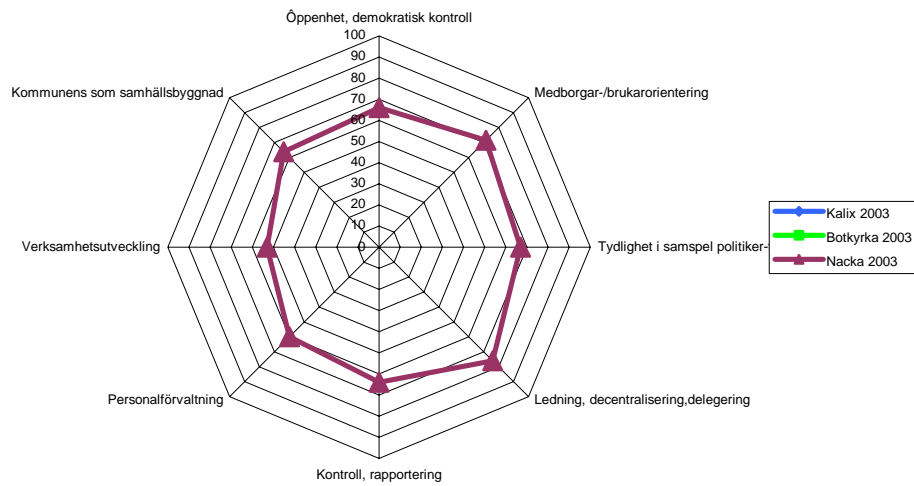 Ôppenhet, demokratisk kontroll
100
90
80
70
60
50
40
30
20
10
0
Kommunens som samhällsbyggnad
Medborgar-/brukarorientering
Verksamhetsutveckling
Tydlighet i samspel politiker-
Kalix 2003
Botkyrka 2003
Nacka 2003
Personalförvaltning
Ledning, decentralisering,delegering
Kontroll, rapportering